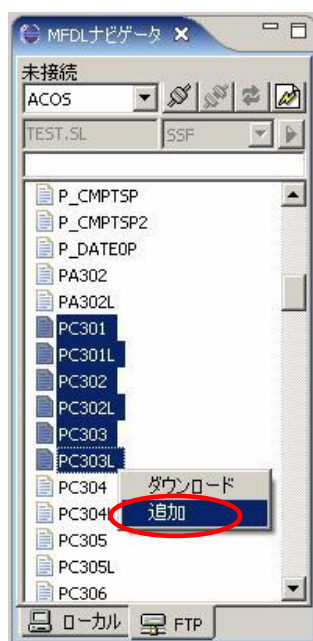 MFDLナビゲータ
未接続
ACOS
TEST.SL SSF
P_CMPTSP
P_CMPTSP2
P_DATEOP
PA302
PA302L
PC301
PC301L
PC302
PC302L
PC303
PC303L
PC304 ダウンロード
PC304 追加
PC305
PC305L
PC306
ローカル FTP